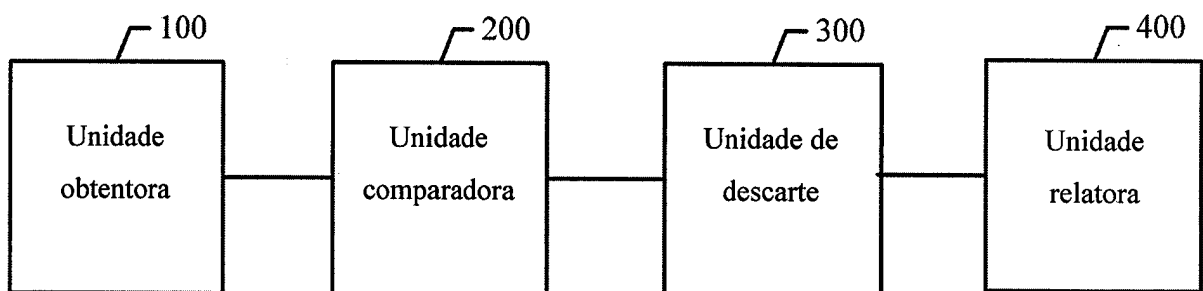 100
200
300
400
Unidade
obtentora
Unidade
comparadora
Unidade de
descarte
Unidade
relatora